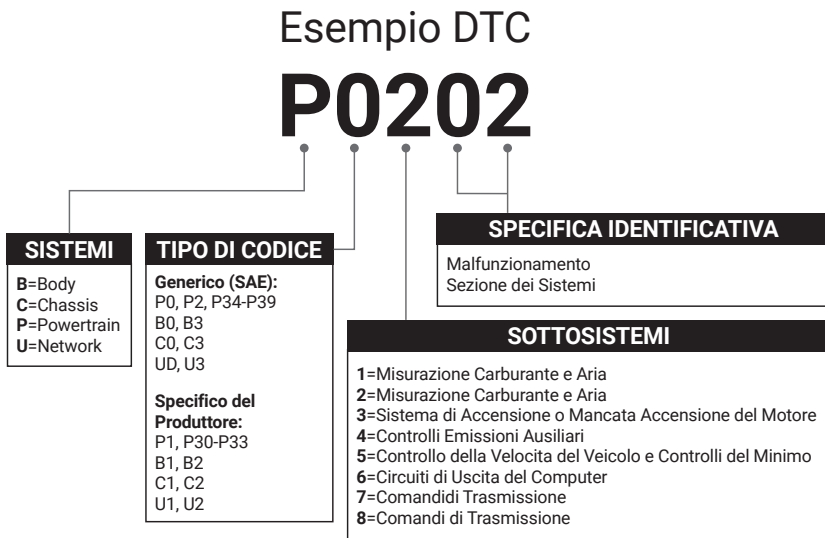 Esempio DTC
P0202
SISTEMI
B=Body
C=Chassis
P=Powertrain
U=Network
TIPO DI CODICE
Generico (SAE):
P0, P2, P34-P39
B0, B3
C0, C3
UD, U3
Specifico del
Produttore:
P1, P30-P33
B1, B2
C1, C2
U1, U2
SPECIFICA IDENTIFICATIVA
Malfunzionamento
Sezione dei Sistemi
SOTTOSISTEMI
1=Misurazione Carburante e Aria
2=Misurazione Carburante e Aria
3=Sistema di Accensione o Mancata Accensione del Motore
4=Controlli Emissioni Ausiliari
5=Controllo della Velocita del Veicolo e Controlli del Minimo
6=Circuiti di Uscita del Computer
7=Comandidi Trasmissione
8=Comandi di Trasmissione